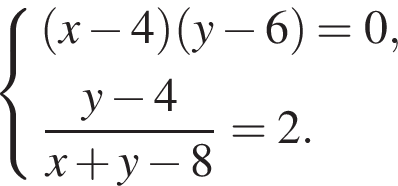 (x − 4)(y − 6) = 0,
(y − 4)/(x + y − 8) = 2.